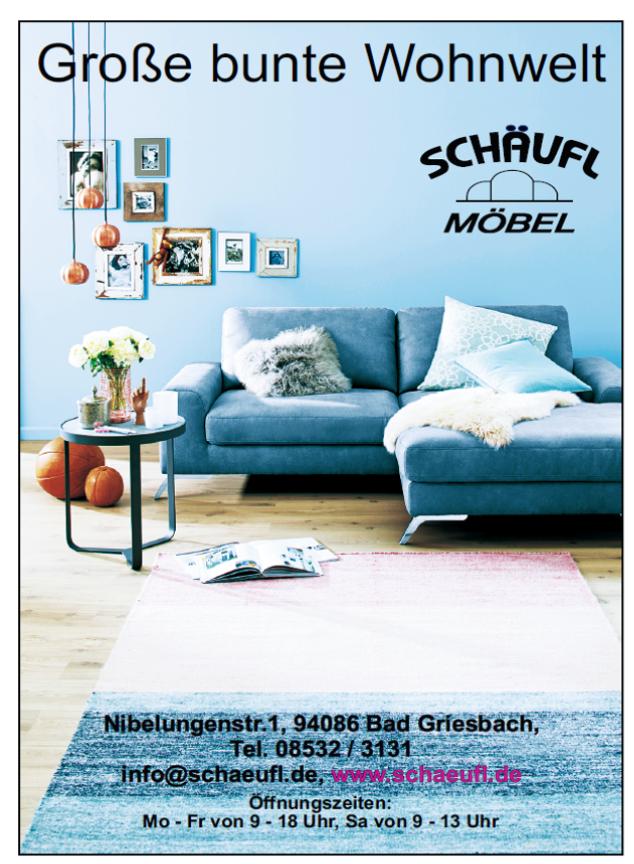 Große bunte Wohnwelt
SCHÄUFL
MÖBEL
Nibelungenstr.1, 94086 Bad Griesbach,
Tel. 08532 / 3131
info@schaeufl.de, www.schaeufl.de
Öffnungszeiten:
Mo - Fr von 9 - 18 Uhr, Sa von 9 - 13 Uhr